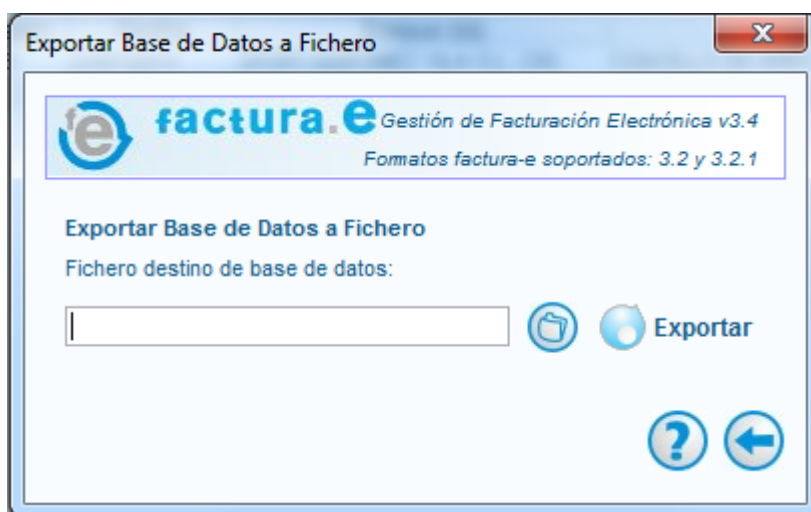 Exportar Base de Datos a Fichero
e factura.e Gestión de Facturación Electrónica v3.4
Formatos factura-e soportados: 3.2 y 3.2.1
Exportar Base de Datos a Fichero
Fichero destino de base de datos:
Exportar
?